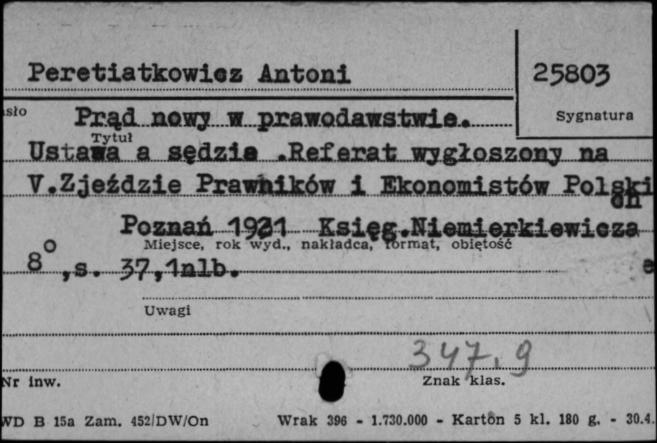 Peretiatkowicz Antoni
25803
Sygnatura
asło
Prąd nowy w prawodawstwie.
Tytuł
Ustawa a sędzia .Referat wygłoszony na
V.Zjeździe Prawników i Ekonomistów Polski
ch
Poznań 1921 Księg.Niemierkiewicza
Miejsce, rok wyd., nakładca, format, objętość
8°,s. 37,1nlb.
Uwagi
347.9
Nr inw.
Znak klas.
WD B 15a Zam. 452/DW/On
Wrak 396 - 1.730.000 - Karton 5 kl. 180 g. - 30.4.